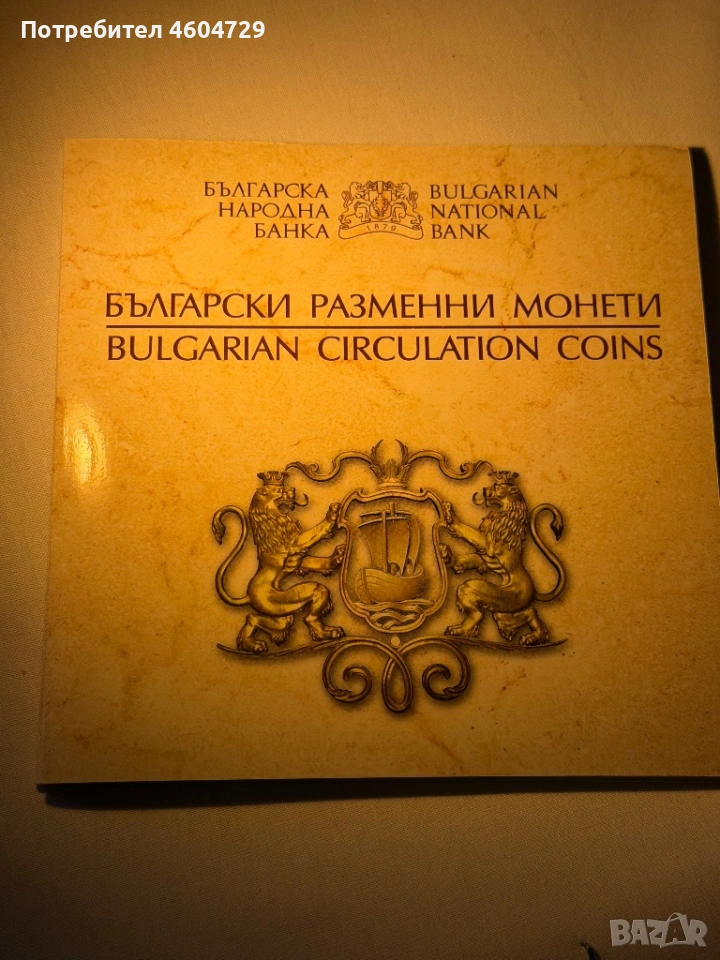 Потребител 4604729
БЪЛГАРСКА
НАРОДНА
БАНКА
1879
BULGARIAN
NATIONAL
BANK
БЪЛГАРСКИ РАЗМЕННИ МОНЕТИ
BULGARIAN CIRCULATION COINS
BAZAR